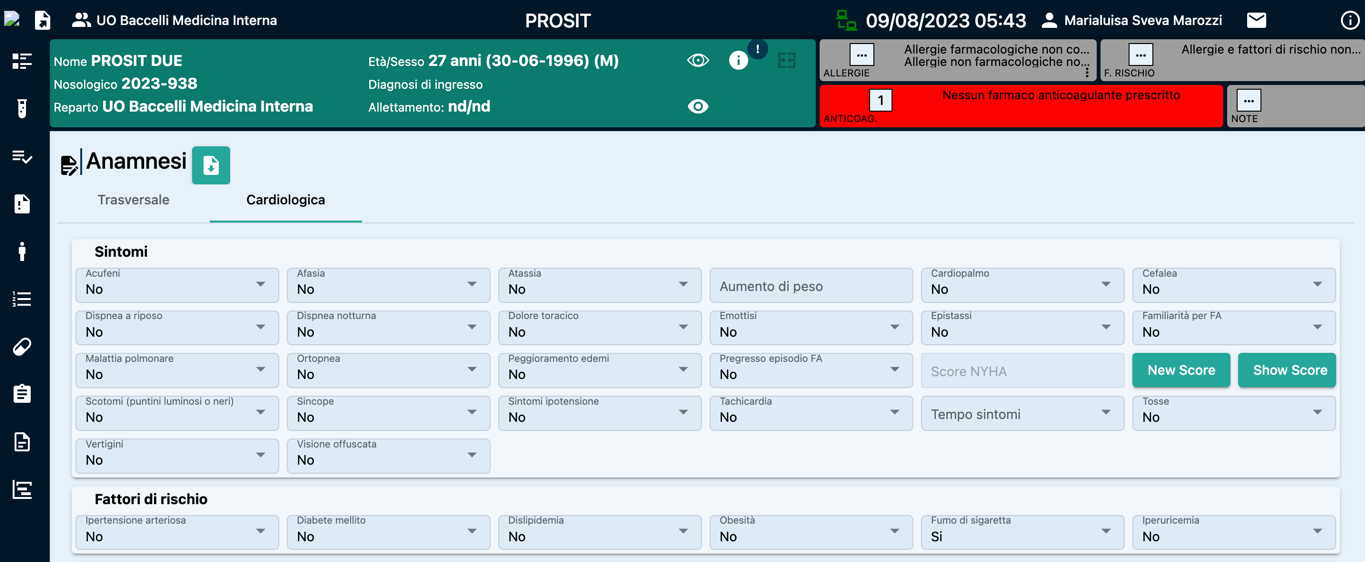 UO Baccelli Medicina Interna
PROSIT
09/08/2023 05:43
Marialuisa Sveva Marozzi
Nome PROSIT DUE
Età/Sesso 27 anni (30-06-1996) (M)
!
Nosologico 2023-938
Diagnosi di ingresso
Reparto UO Baccelli Medicina Interna
Allettamento: nd/nd
...
Allergie farmacologiche non co...
Allergie non farmacologiche no...
ALLERGIE
...
Allergie e fattori di rischio non...
F. RISCHIO
1
Nessun farmaco anticoagulante prescritto
ANTICOAG.
...
NOTE
Anamnesi
Trasversale
Cardiologica
Sintomi
Acufeni
No
Afasia
No
Atassia
No
Aumento di peso
Cardiopalmo
No
Cefalea
No
Dispnea a riposo
No
Dispnea notturna
No
Dolore toracico
No
Emottisi
No
Epistassi
No
Familiarità per FA
No
Malattia polmonare
No
Ortopnea
No
Peggioramento edemi
No
Pregresso episodio FA
No
Score NYHA
New Score
Show Score
Scotomi (puntini luminosi o neri)
No
Sincope
No
Sintomi ipotensione
No
Tachicardia
No
Tempo sintomi
Tosse
No
Vertigini
No
Visione offuscata
No
Fattori di rischio
Ipertensione arteriosa
No
Diabete mellito
No
Dislipidemia
No
Obesità
No
Fumo di sigaretta
Si
Iperuricemia
No